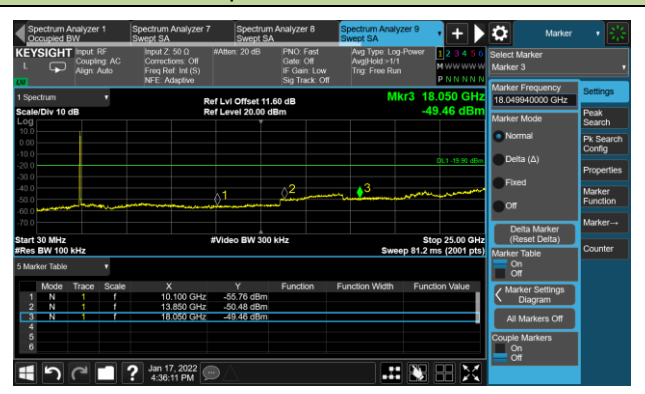 Spectrum Analyzer 1
Occupied BW
Spectrum Analyzer 7
Swept SA
Spectrum Analyzer 8
Swept SA
Spectrum Analyzer 9
Swept SA
Marker
KEYSIGHT
L
Input: RF
Coupling: AC
Align: Auto
Input Z: 50 Ω
Corrections: Off
Freq Ref: Int (S)
NFE: Adaptive
#Atten: 20 dB
PNO: Fast
Gate: Off
IF Gain: Low
Sig Track: Off
Avg Type: Log-Power
Avg|Hold:>1/1
Trig: Free Run
1 2 3 4 5 6
M W W W W W
P N N N N N
Select Marker
Marker 3
1 Spectrum
Scale/Div 10 dB
Ref Lvl Offset 11.60 dB
Ref Level 20.00 dBm
Mkr3 18.050 GHz
-49.46 dBm
Log
10.0
0.00
-10.0
-20.0
-30.0
-40.0
-50.0
-60.0
-70.0
1
2
3
Start 30 MHz
#Res BW 100 kHz
#Video BW 300 kHz
Stop 25.00 GHz
Sweep 81.2 ms (2001 pts)
5 Marker Table
Mode Trace Scale X Y Function Function Width Function Value
1 N 1 f 10.100 GHz -55.76 dBm
2 N 1 f 13.850 GHz -50.48 dBm
3 N 1 f 18.050 GHz -49.46 dBm
4
5
6
Marker Frequency
18.049940000 GHz
Marker Mode
Normal
Delta (Δ)
Fixed
Off
Delta Marker
(Reset Delta)
Marker Table
On
Off
Marker Settings
Diagram
All Markers Off
Couple Markers
On
Off
Settings
Peak
Search
Pk Search
Config
Properties
Marker
Function
Marker→
Counter
?
Jan 17, 2022
4:36:11 PM